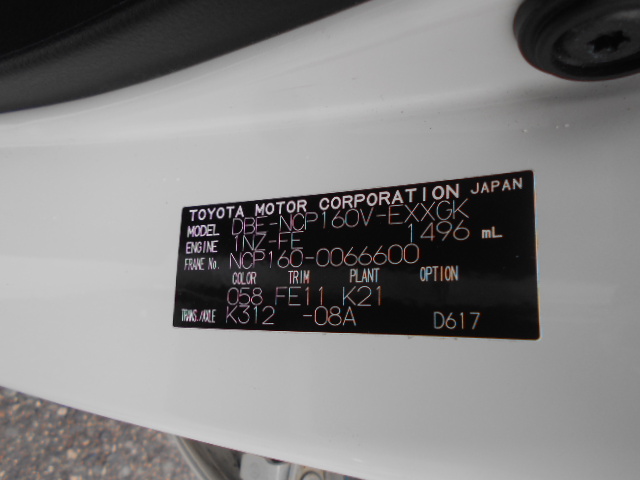 TOYOTA MOTOR CORPORATION JAPAN
MODEL DBE-NCP160V-EXXGK
ENGINE 1NZ-FE 1496 mL
FRAME No. NCP160-0066600
COLOR TRIM PLANT OPTION
058 FE11 K21
TRANS./AXLE K312 -08A D617